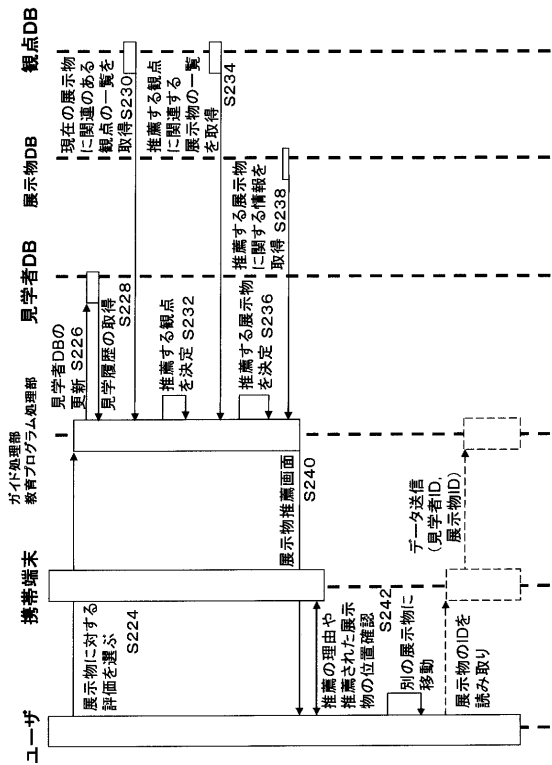 ユーザ
携帯端末
ガイド処理部
教育プログラム処理部
見学者DB
展示物DB
観点DB
展示物に対する
評価を選ぶ
S224
見学者DBの
更新 S226
見学履歴の取得
S228
現在の展示物
に関連のある
観点の一覧を
取得S230
推薦する観点
を決定 S232
推薦する観点
に関連する
展示物の一覧
を取得
S234
推薦する展示物
を決定 S236
推薦する展示物
に関する情報を
取得 S238
展示物推薦画面
S240
推薦の理由や
推薦された展示
物の位置確認
S242
別の展示物に
移動
展示物のIDを
読み取り
データ送信
(見学者ID,
展示物ID)